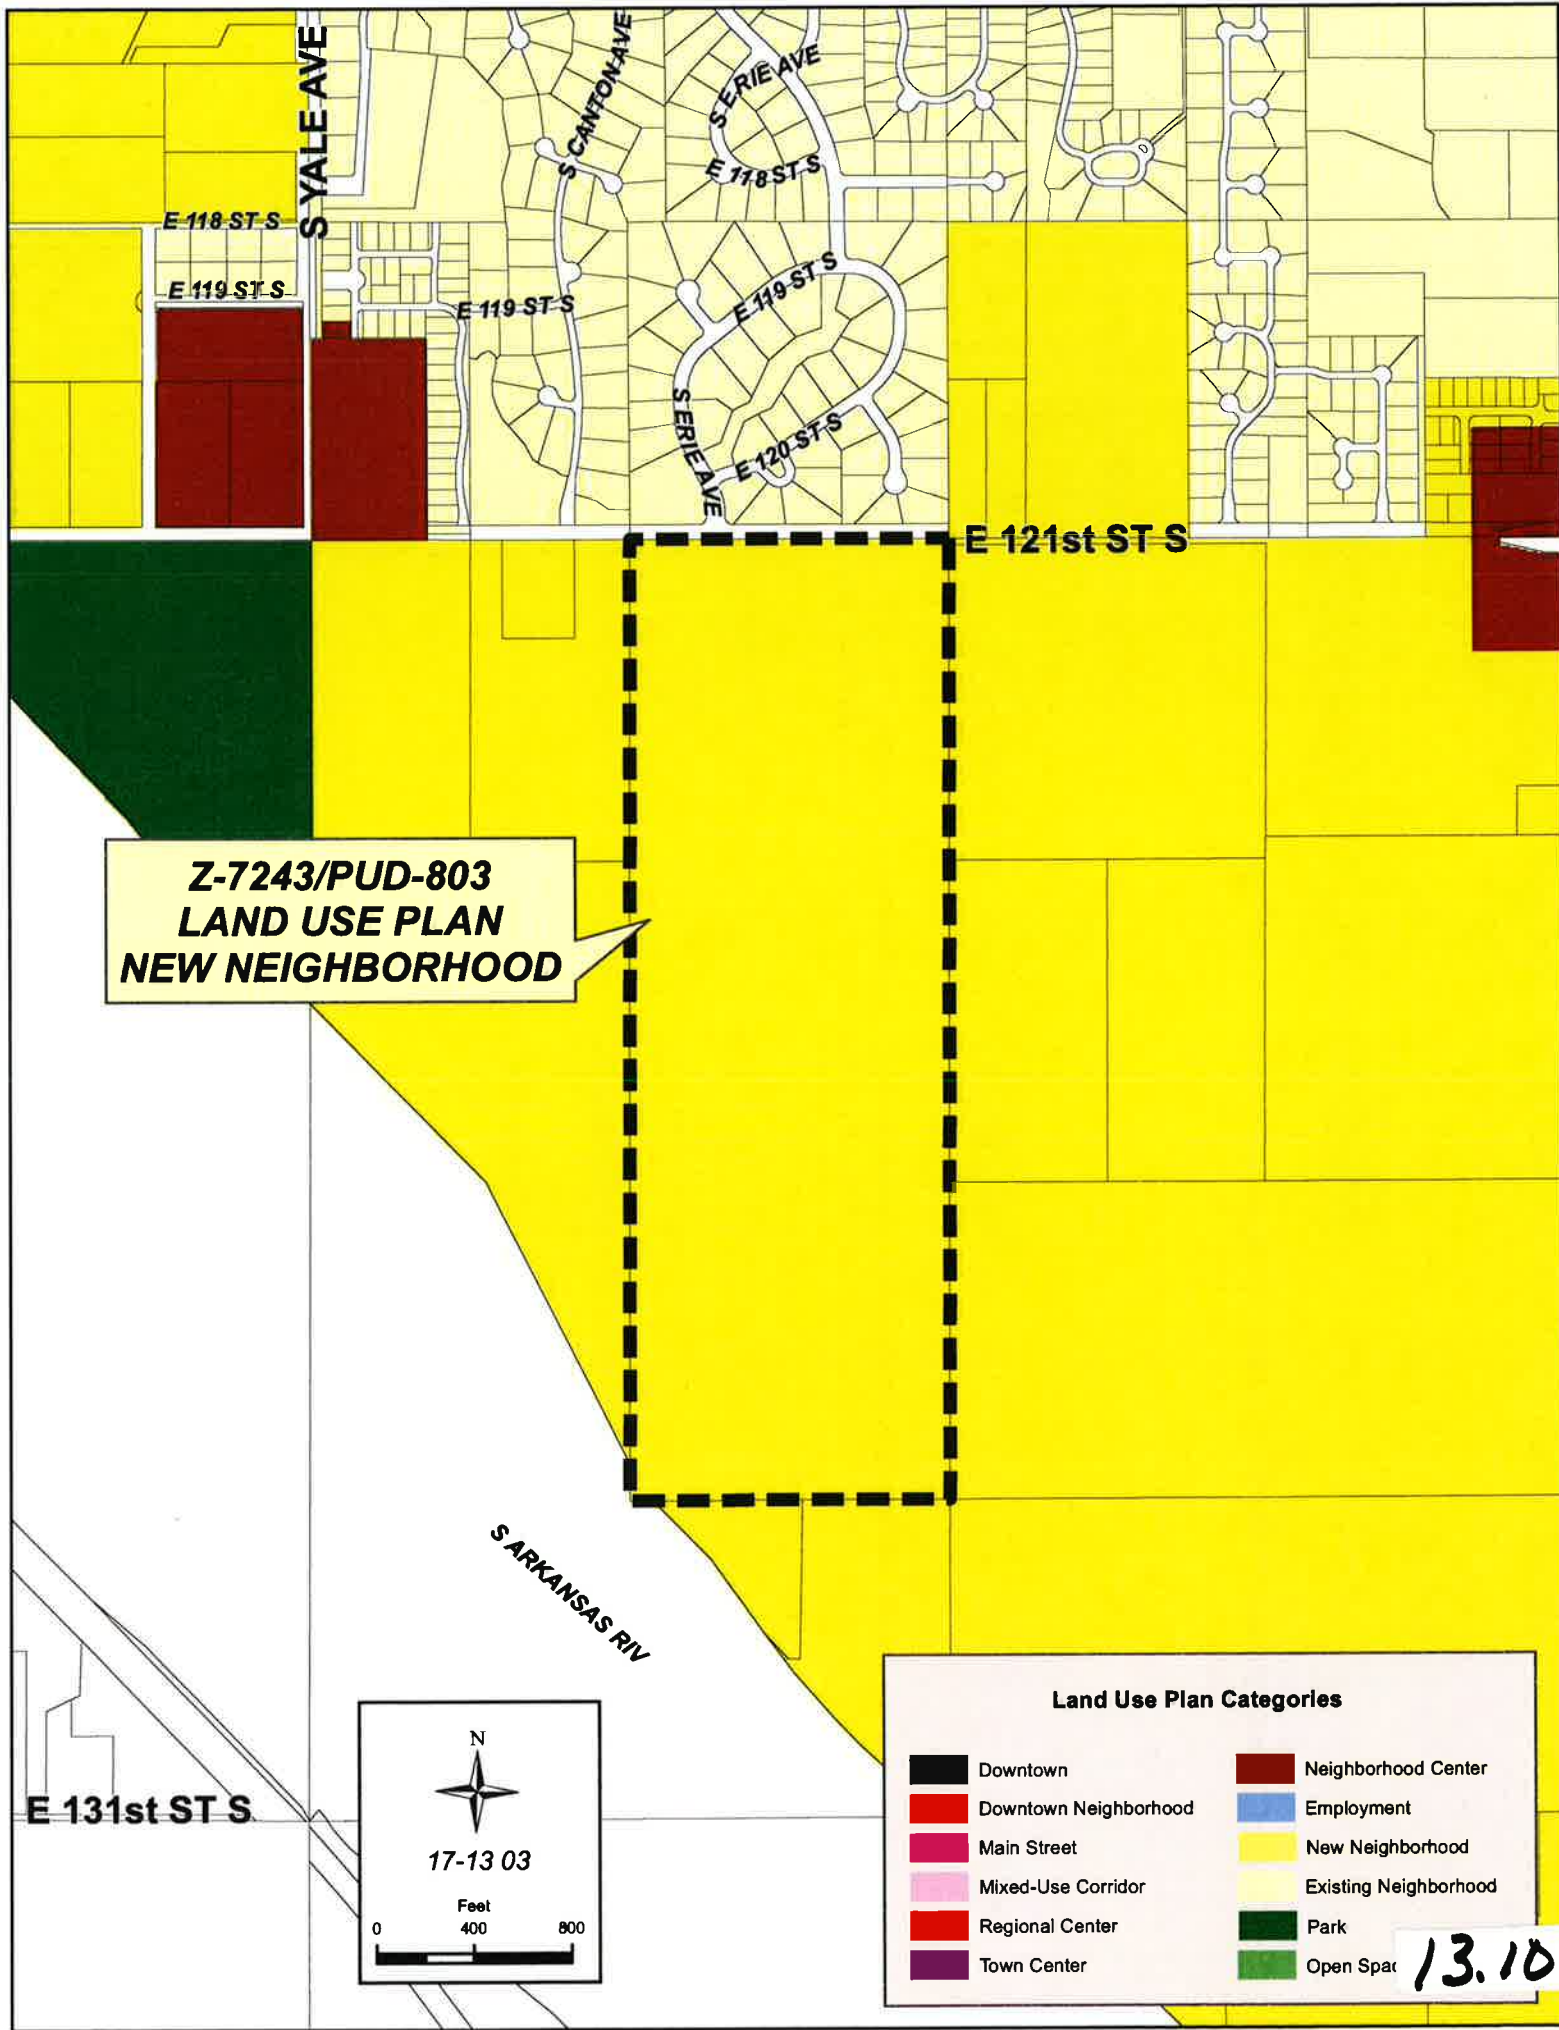 S YALE AVE
S CANTON AVE
S ERIE AVE
E 118 ST S
E 118 ST S
E 119 ST S
E 119 ST S
E 119 ST S
S ERIE AVE
E 120 ST S
E 121st ST S
Z-7243/PUD-803
LAND USE PLAN
NEW NEIGHBORHOOD
S ARKANSAS RIV
E 131st ST S
N
17-13 03
Feet
0 400 800
Land Use Plan Categories
Downtown
Downtown Neighborhood
Main Street
Mixed-Use Corridor
Regional Center
Town Center
Neighborhood Center
Employment
New Neighborhood
Existing Neighborhood
Park
Open Spac
13.10